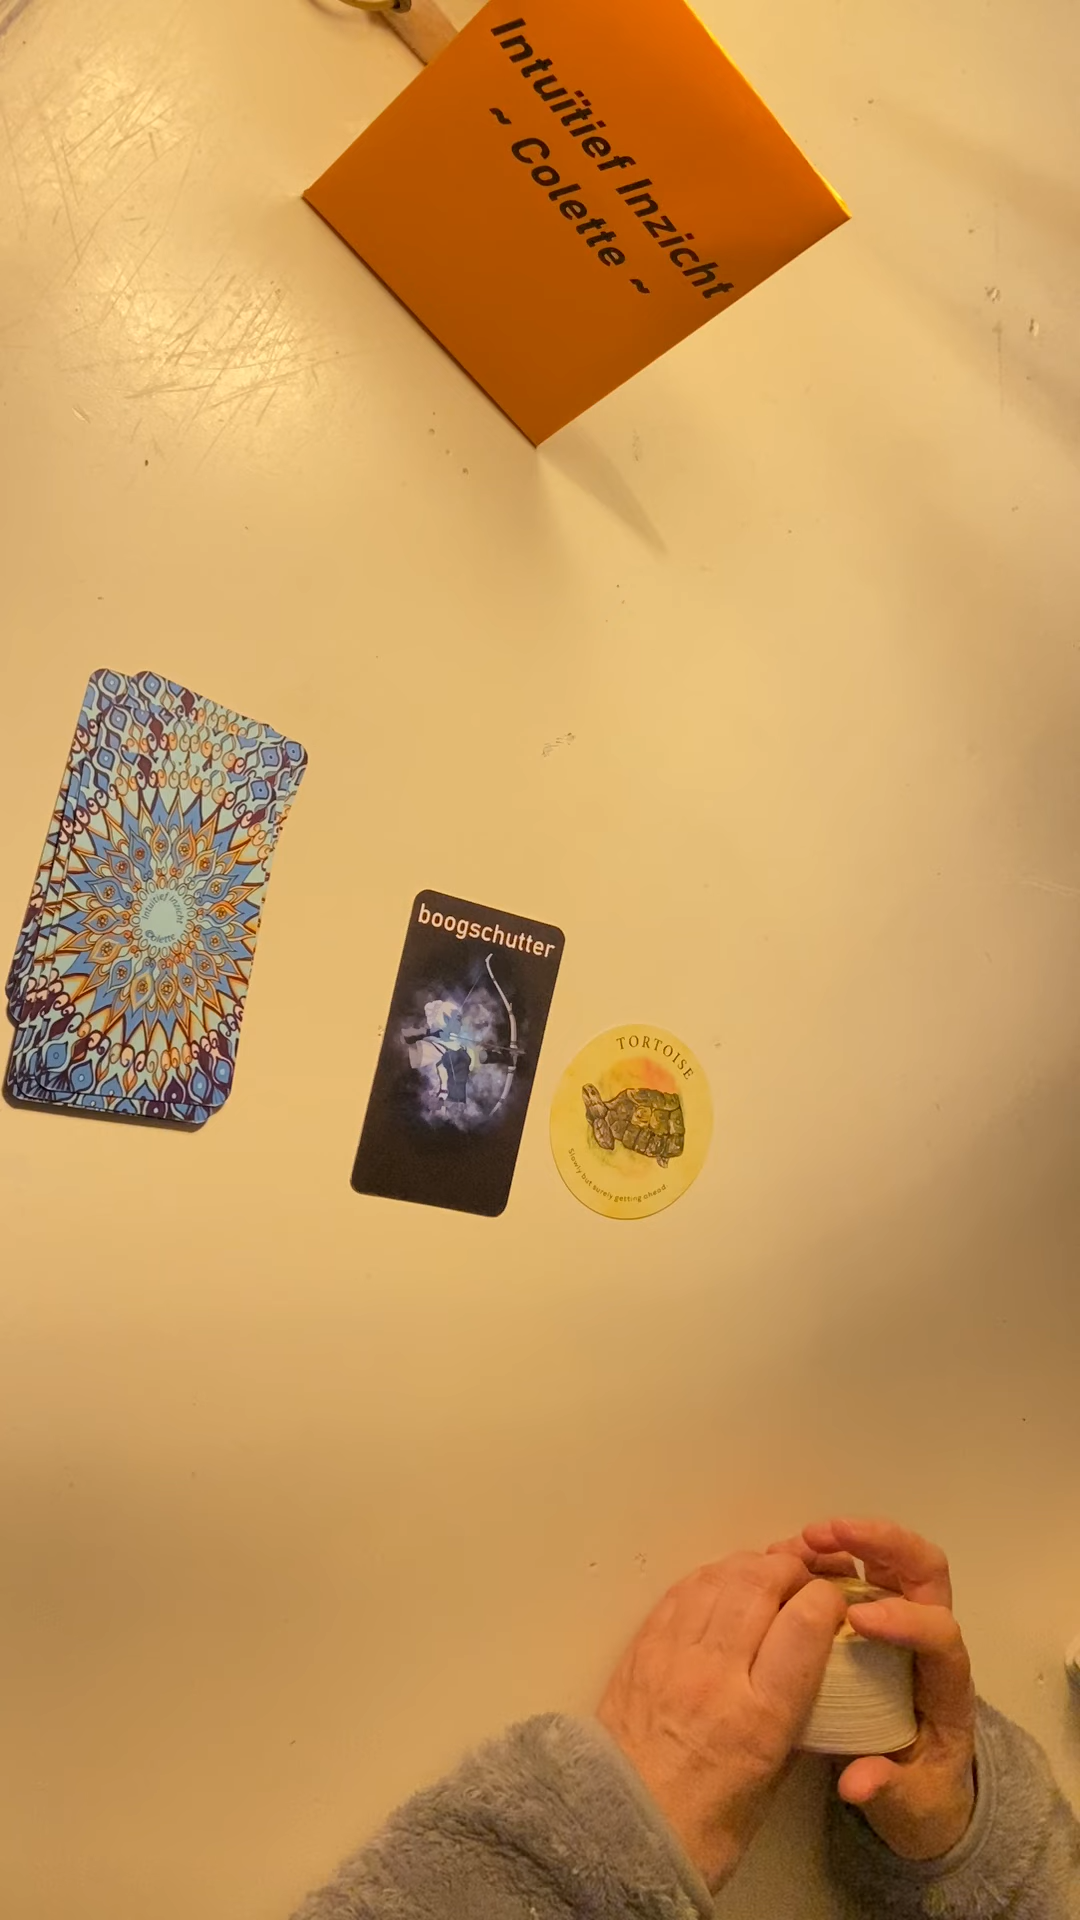 Intuïtief Inzicht
~ Colette ~
Intuïtief Inzicht
Colette
boogschutter
TORTOISE
Slowly but surely getting ahead